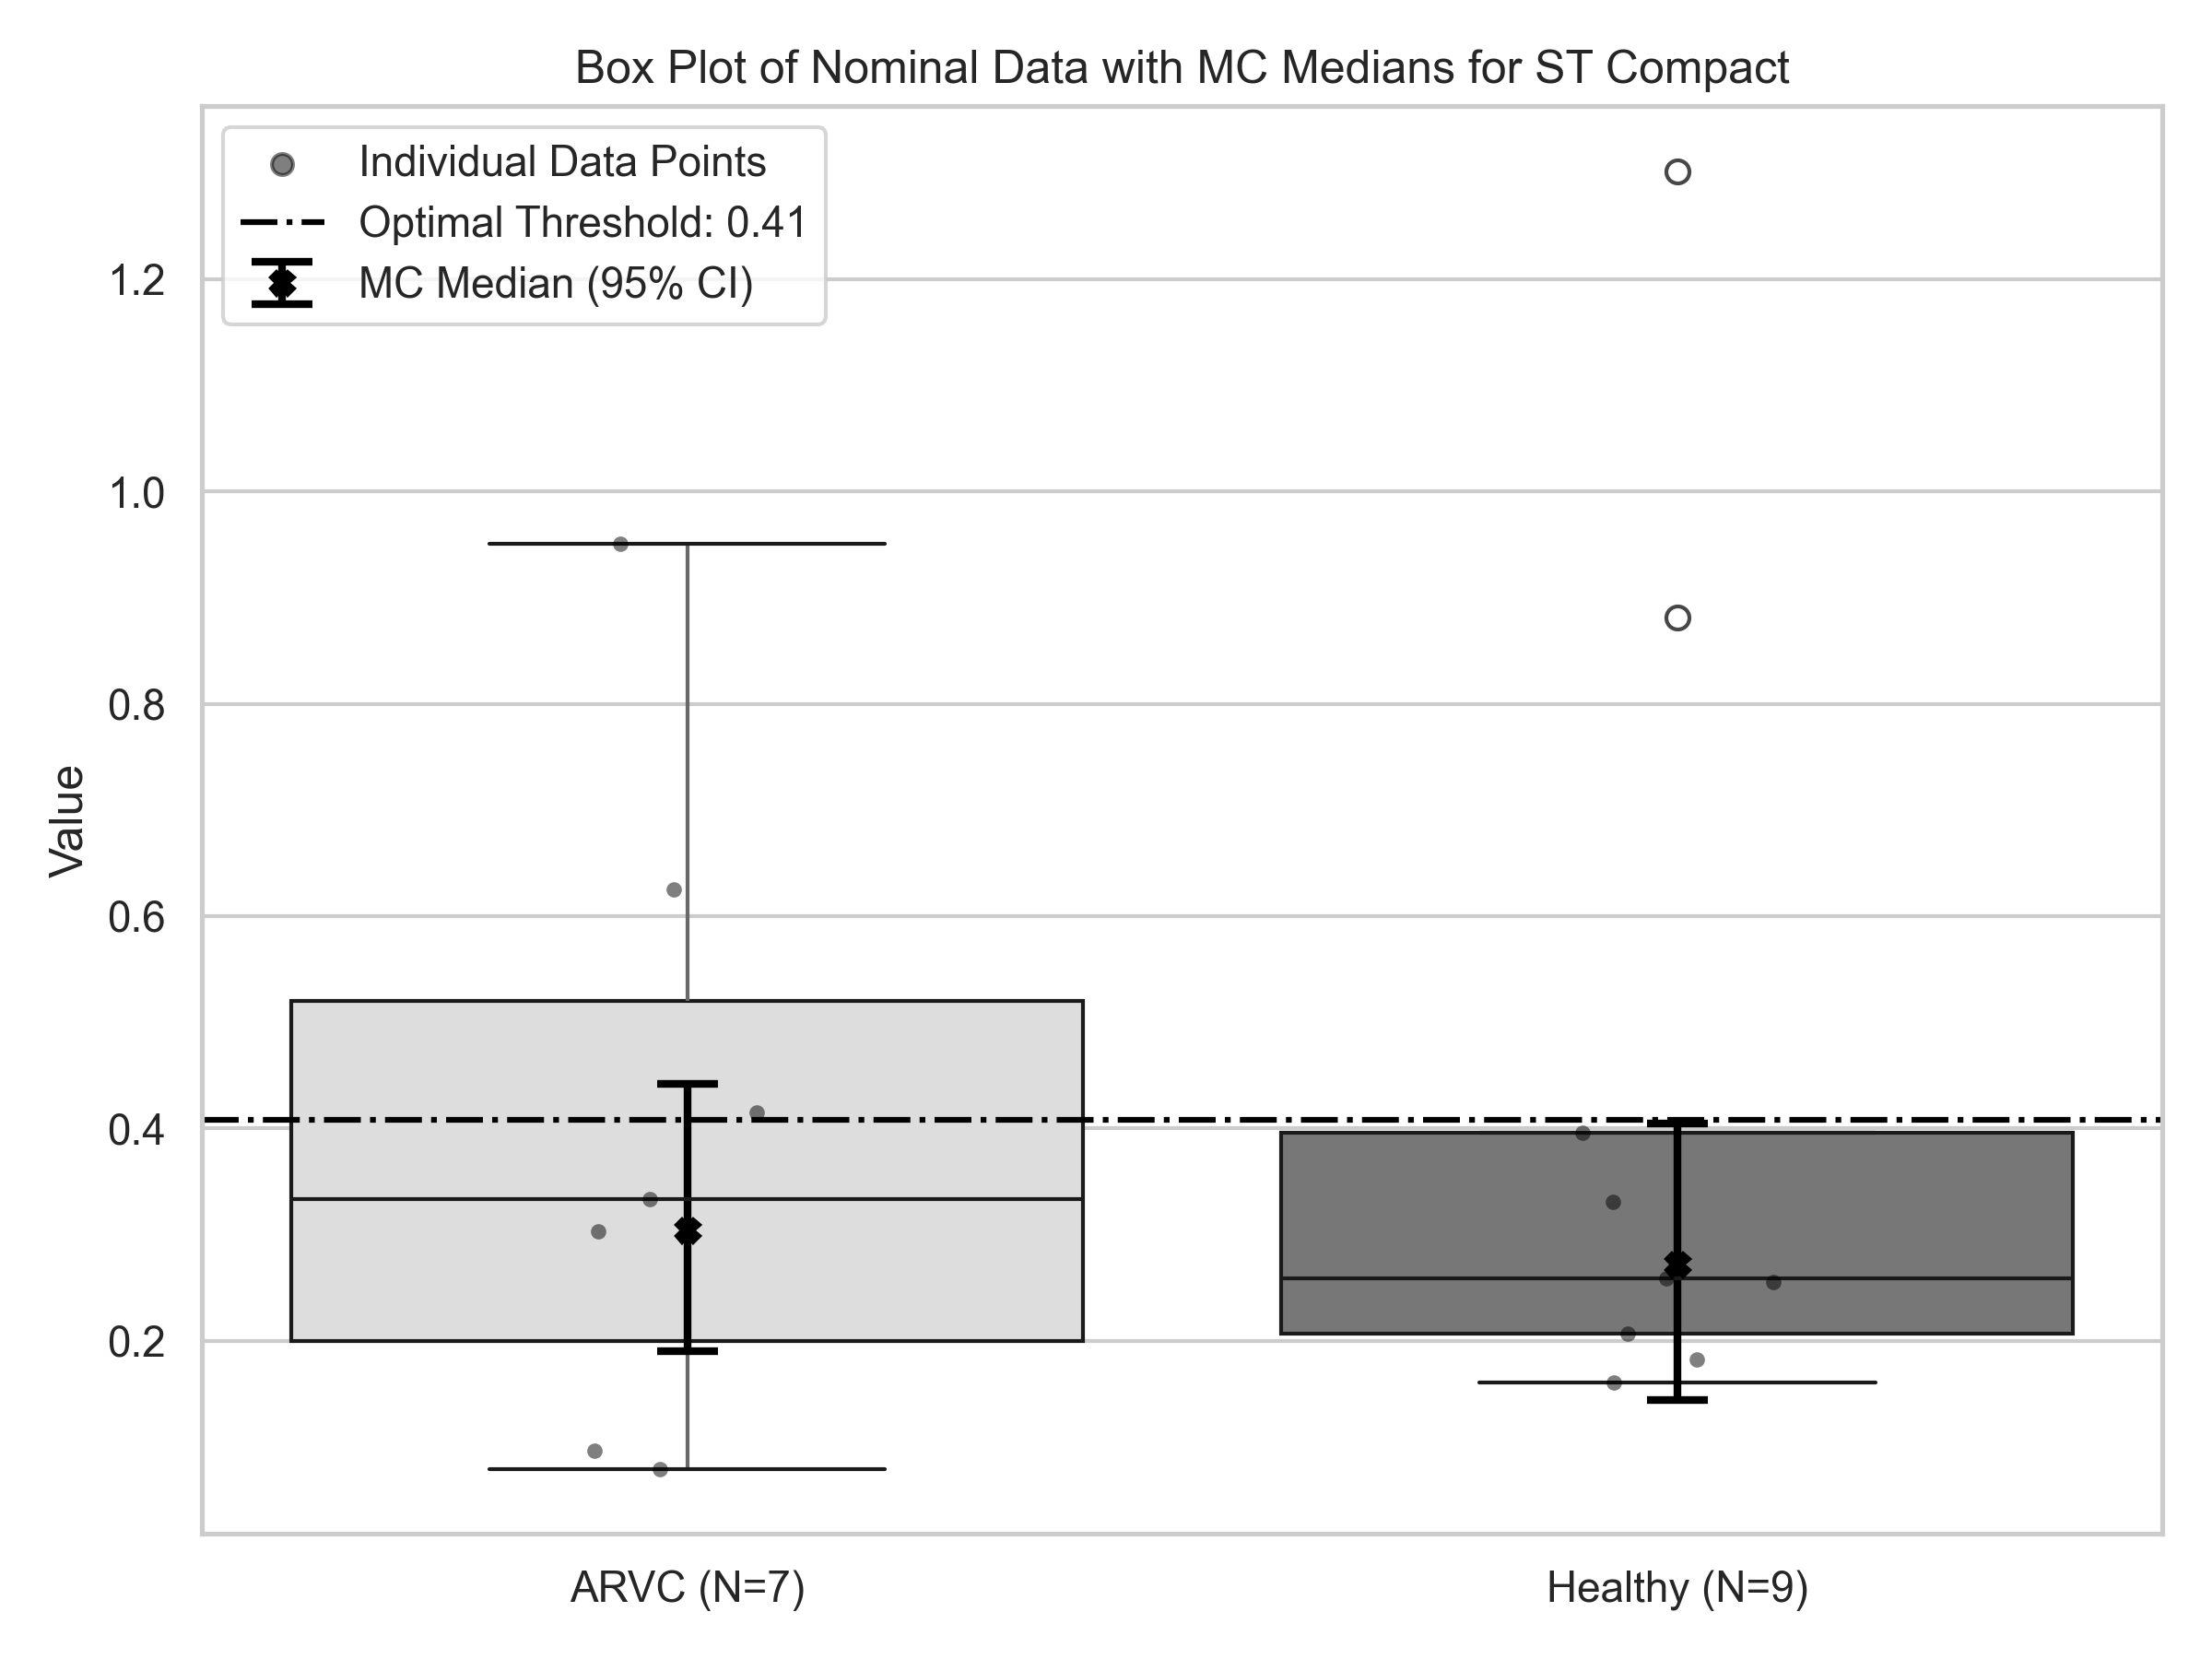 Box Plot of Nominal Data with MC Medians for ST Compact
Individual Data Points
Optimal Threshold: 0.41
MC Median (95% CI)
1.2
1.0
0.8
0.6
0.4
0.2
Value
ARVC (N=7)
Healthy (N=9)